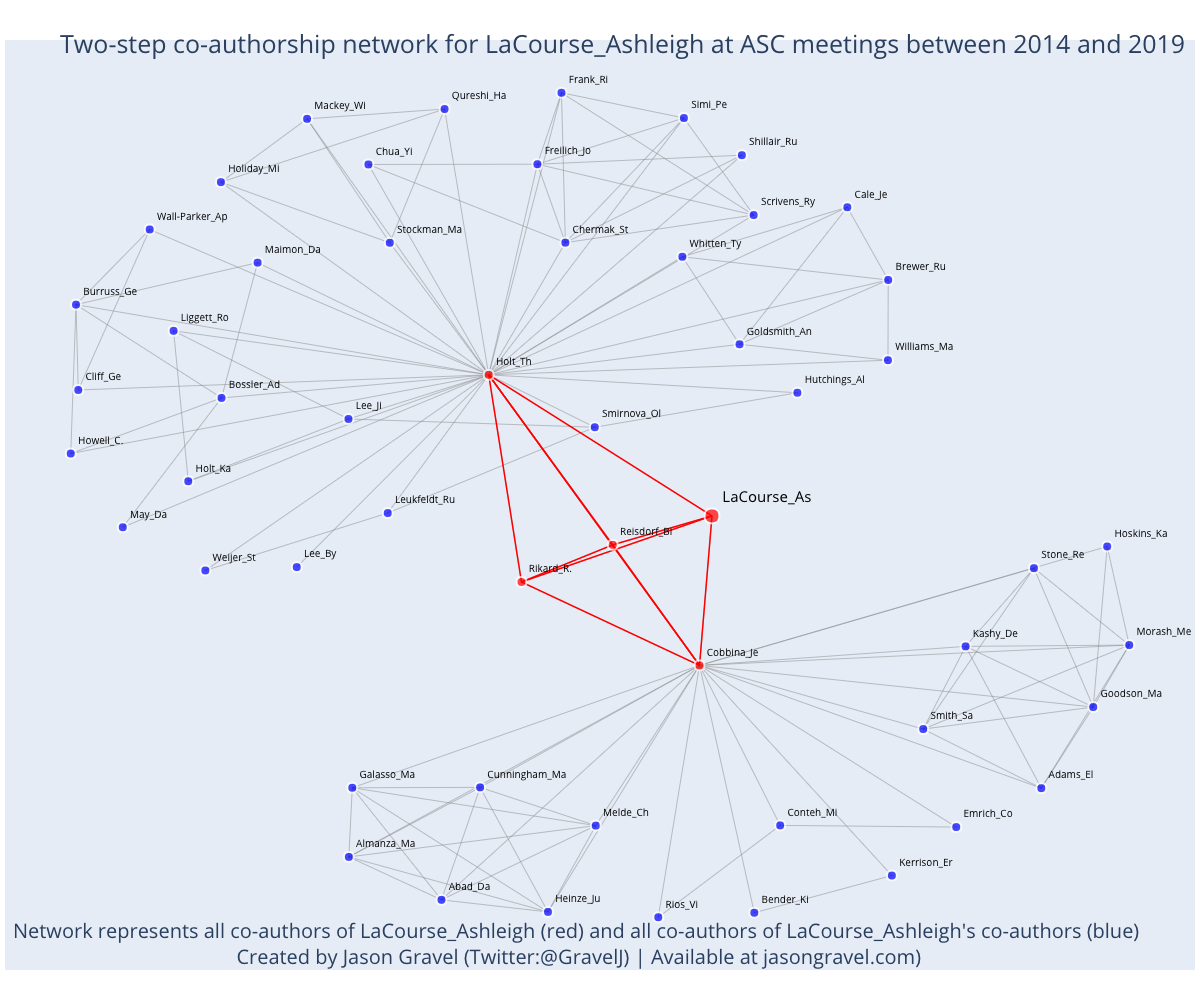 Two-step co-authorship network for LaCourse_Ashleigh at ASC meetings between 2014 and 2019
Frank_Ri
Qureshi_Ha
Mackey_Wi
Simi_Pe
Shillair_Ru
Chua_Yi
Freilich_Jo
Holiday_Mi
Cale_Je
Scrivens_Ry
Wall-Parker_Ap
Stockman_Ma
Chermak_St
Whitten_Ty
Maimon_Da
Brewer_Ru
Burruss_Ge
Liggett_Ro
Goldsmith_An
Williams_Ma
Holt_Th
Cliff_Ge
Bossler_Ad
Hutchings_Al
Lee_Ji
Smirnova_Ol
Howell_C.
Holt_Ka
LaCourse_As
Leukfeldt_Ru
May_Da
Reisdorf_Bi
Hoskins_Ka
Weijer_St
Lee_By
Stone_Re
Rikard_R.
Kashy_De
Morash_Me
Cobbina_Je
Goodson_Ma
Smith_Sa
Galasso_Ma
Cunningham_Ma
Adams_El
Melde_Ch
Conteh_Mi
Emrich_Co
Almanza_Ma
Kerrison_Er
Abad_Da
Heinze_Ju
Rios_Vi
Bender_Ki
Network represents all co-authors of LaCourse_Ashleigh (red) and all co-authors of LaCourse_Ashleigh's co-authors (blue)
Created by Jason Gravel (Twitter:@GravelJ) | Available at jasongravel.com)